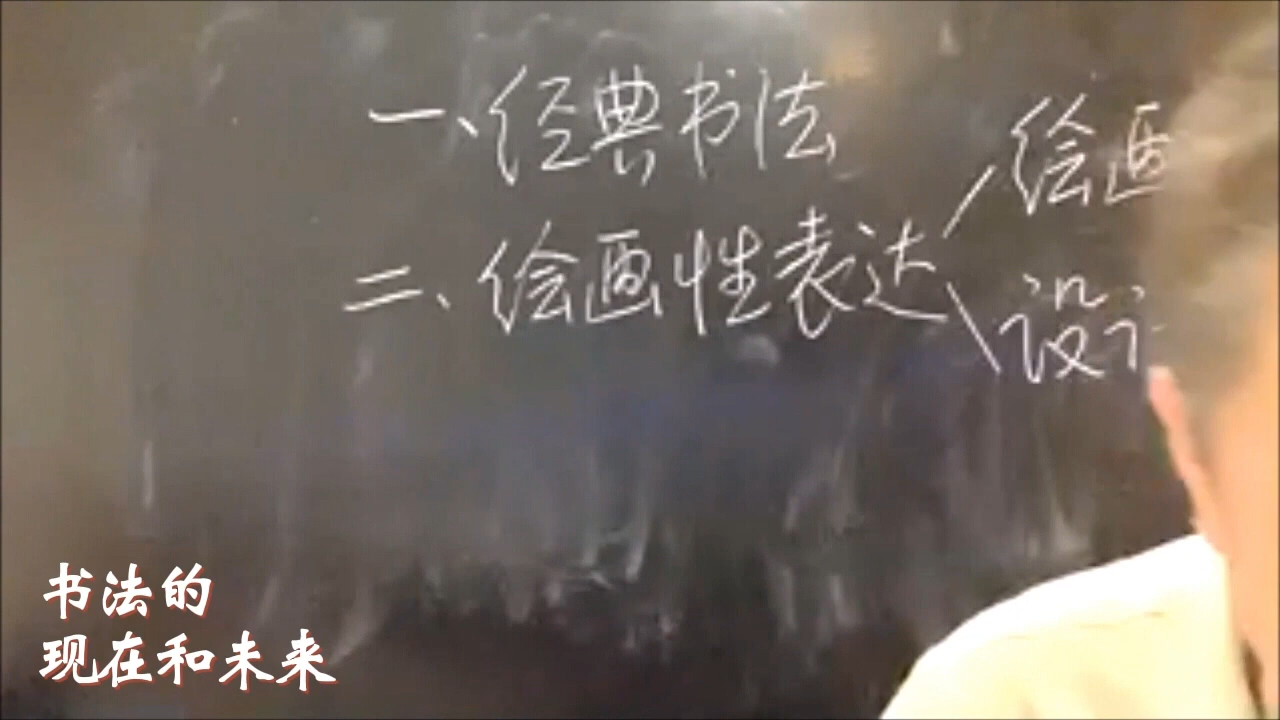 一、经典书法
二、绘画性表达
绘画
设
书法的
现在和未来